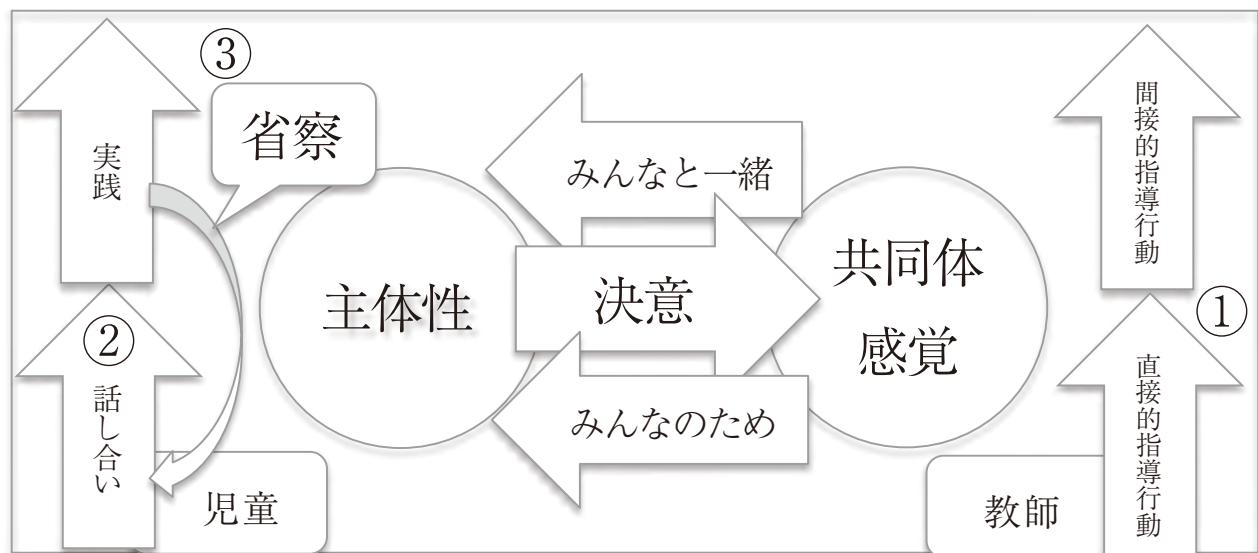 ③
省察
実践
②
話し合い
児童
主体性
みんなと一緒
決意
みんなのため
共同体
感覚
間接的指導行動
①
直接的指導行動
教師